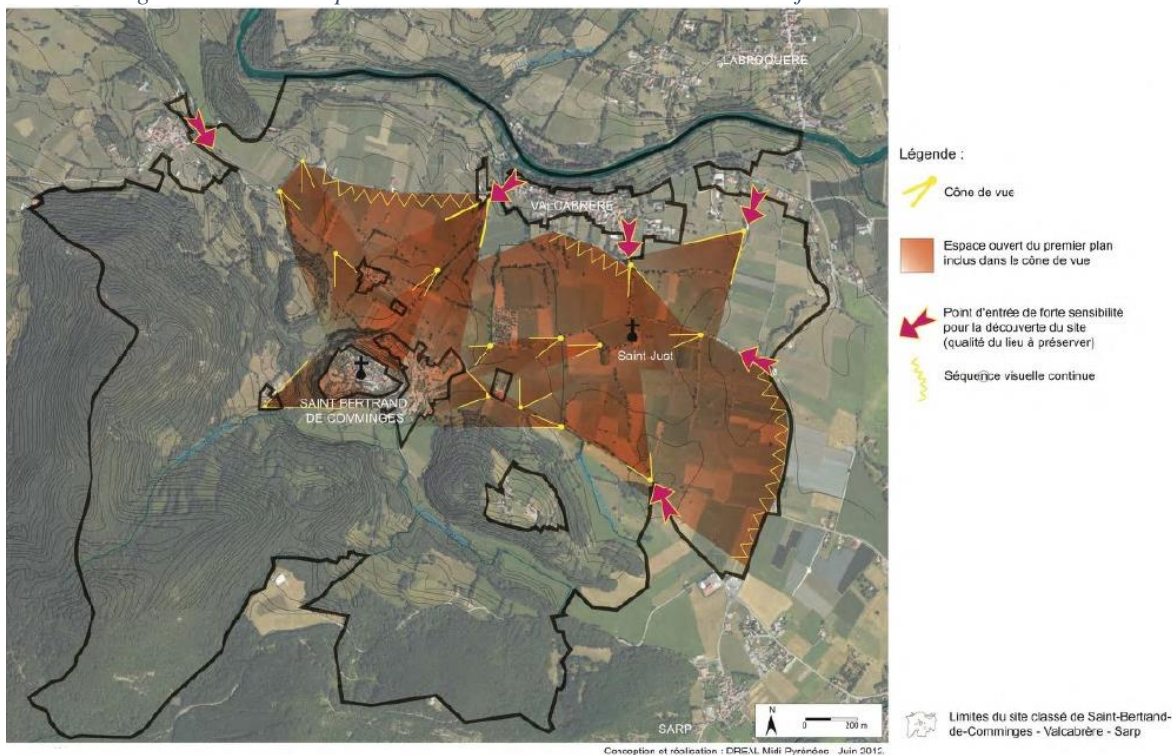 LABROQUERE
VALCABRÈRE
Saint-Just
SAINT BERTRAND
DE COMMINGES
SARP
N
0 200 m
Légende :
Cône de vue
Espace ouvert du premier plan
inclus dans le cône de vue
Point d'entrée de forte sensibilité
pour la découverte du site
(qualité du lieu à préserver)
Séquence visuelle continue
Limites du site classé de Saint-Bertrand-
de-Comminges - Valcabrère - Sarp
Conception et réalisation : DREAL Midi Pyrénées Juin 2012.